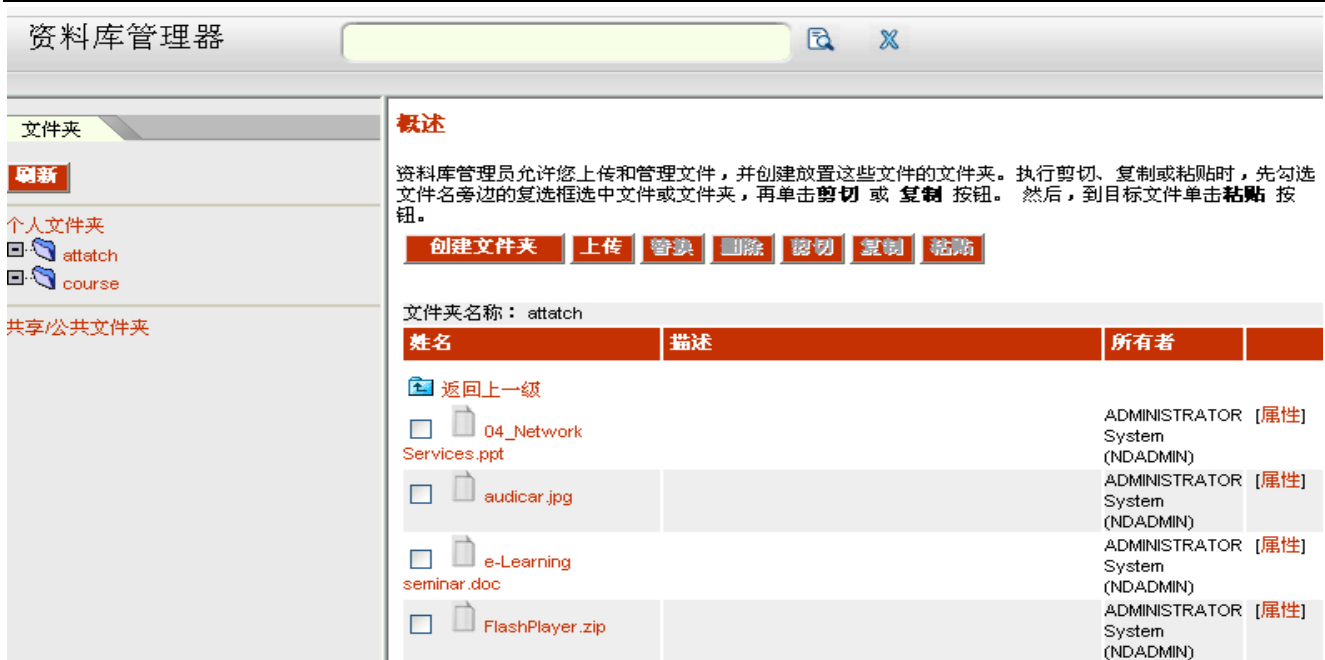 资料库管理器
文件夹
刷新
个人文件夹
attatch
course
共享/公共文件夹
概述
资料库管理员允许您上传和管理文件，并创建放置这些文件的文件夹。执行剪切、复制或粘贴时，先勾选
文件名旁边的复选框选中文件或文件夹，再单击剪切 或 复制 按钮。 然后，到目标文件单击粘贴 按
钮。
创建文件夹 上传 替换 删除 剪切 复制 粘贴
文件夹名称： attatch
姓名 描述 所有者
返回上一级
04_Network
Services.ppt
ADMINISTRATOR [属性]
System
(NDADMIN)
audicar.jpg
ADMINISTRATOR [属性]
System
(NDADMIN)
e-Learning
seminar.doc
ADMINISTRATOR [属性]
System
(NDADMIN)
FlashPlayer.zip
ADMINISTRATOR [属性]
System
(NDADMIN)